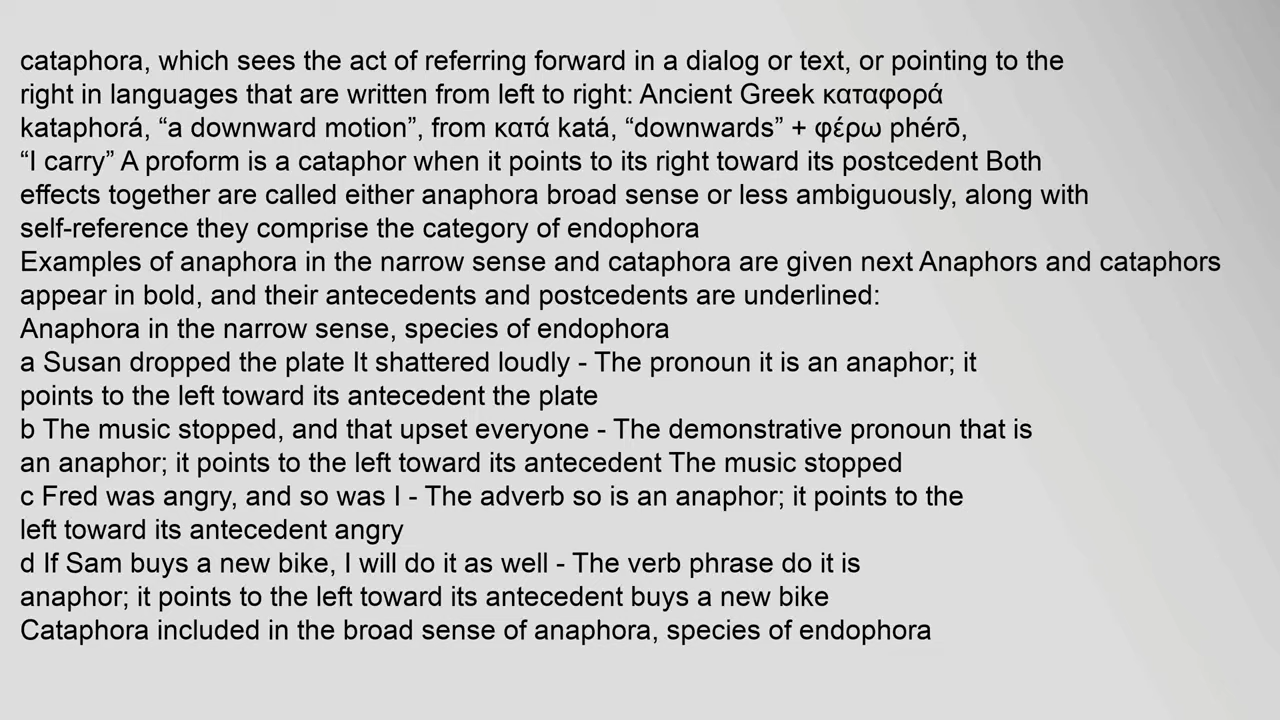 cataphora, which sees the act of referring forward in a dialog or text, or pointing to the
right in languages that are written from left to right: Ancient Greek καταφορά
kataphorá, “a downward motion”, from κατά katá, “downwards” + φέρω phérō,
“I carry” A proform is a cataphor when it points to its right toward its postcedent Both
effects together are called either anaphora broad sense or less ambiguously, along with
self-reference they comprise the category of endophora
Examples of anaphora in the narrow sense and cataphora are given next Anaphors and cataphors
appear in bold, and their antecedents and postcedents are underlined:
Anaphora in the narrow sense, species of endophora
a Susan dropped the plate It shattered loudly - The pronoun it is an anaphor; it
points to the left toward its antecedent the plate
b The music stopped, and that upset everyone - The demonstrative pronoun that is
an anaphor; it points to the left toward its antecedent The music stopped
c Fred was angry, and so was I - The adverb so is an anaphor; it points to the
left toward its antecedent angry
d If Sam buys a new bike, I will do it as well - The verb phrase do it is
anaphor; it points to the left toward its antecedent buys a new bike
Cataphora included in the broad sense of anaphora, species of endophora